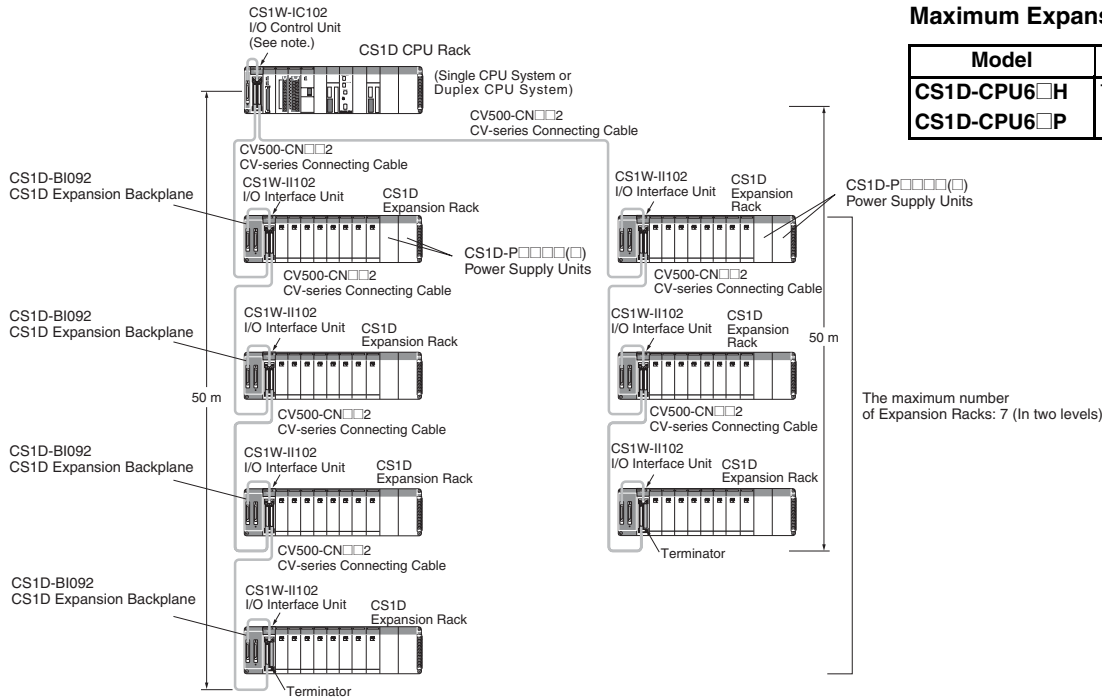 CS1W-IC102
I/O Control Unit
(See note.)
CS1D CPU Rack
(Single CPU System or
Duplex CPU System)
CV500-CN□□2
CV-series Connecting Cable
CV500-CN□□2
CV-series Connecting Cable
CS1D-BI092
CS1D Expansion Backplane
CS1W-II102
I/O Interface Unit
CS1D
Expansion Rack
CS1D-P□□□□(□)
Power Supply Units
CV500-CN□□2
CV-series Connecting Cable
CS1D-BI092
CS1D Expansion Backplane
CS1W-II102
I/O Interface Unit
CS1D
Expansion Rack
50 m
CV500-CN□□2
CV-series Connecting Cable
CS1D-BI092
CS1D Expansion Backplane
CS1W-II102
I/O Interface Unit
CS1D
Expansion Rack
CV500-CN□□2
CV-series Connecting Cable
CS1D-BI092
CS1D Expansion Backplane
CS1W-II102
I/O Interface Unit
CS1D
Expansion Rack
Terminator
CS1W-II102
I/O Interface Unit
CS1D
Expansion
Rack
CS1D-P□□□□(□)
Power Supply Units
CV500-CN□□2
CV-series Connecting Cable
CS1W-II102
I/O Interface Unit
CS1D
Expansion
Rack
50 m
CV500-CN□□2
CV-series Connecting Cable
CS1W-II102
I/O Interface Unit
CS1D
Expansion Rack
Terminator
The maximum number
of Expansion Racks: 7 (In two levels)
Maximum Expans
Model
CS1D-CPU6□H
CS1D-CPU6□P